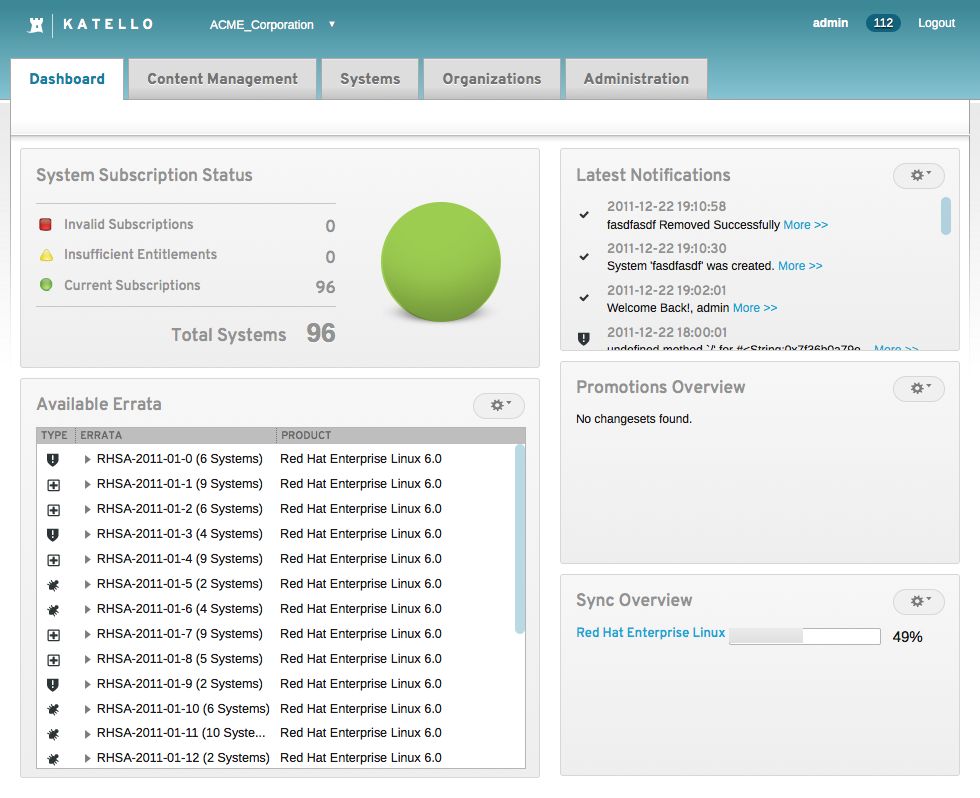 KATELLO ACME_Corporation ▼ admin 112 Logout
Dashboard Content Management Systems Organizations Administration
System Subscription Status
Invalid Subscriptions 0
Insufficient Entitlements 0
Current Subscriptions 96
Total Systems 96
Latest Notifications
2011-12-22 19:10:58
fasdfasdf Removed Successfully More >>
2011-12-22 19:10:30
System 'fasdfasdf' was created. More >>
2011-12-22 19:02:01
Welcome Back!, admin More >>
2011-12-22 18:00:01
undefined method `/' for #<String:0x7f36b0a79e... More >>
Available Errata
TYPE ERRATA PRODUCT
RHSA-2011-01-0 (6 Systems) Red Hat Enterprise Linux 6.0
RHSA-2011-01-1 (9 Systems) Red Hat Enterprise Linux 6.0
RHSA-2011-01-2 (6 Systems) Red Hat Enterprise Linux 6.0
RHSA-2011-01-3 (4 Systems) Red Hat Enterprise Linux 6.0
RHSA-2011-01-4 (9 Systems) Red Hat Enterprise Linux 6.0
RHSA-2011-01-5 (2 Systems) Red Hat Enterprise Linux 6.0
RHSA-2011-01-6 (4 Systems) Red Hat Enterprise Linux 6.0
RHSA-2011-01-7 (9 Systems) Red Hat Enterprise Linux 6.0
RHSA-2011-01-8 (5 Systems) Red Hat Enterprise Linux 6.0
RHSA-2011-01-9 (2 Systems) Red Hat Enterprise Linux 6.0
RHSA-2011-01-10 (6 Systems) Red Hat Enterprise Linux 6.0
RHSA-2011-01-11 (10 Syste... Red Hat Enterprise Linux 6.0
RHSA-2011-01-12 (2 Systems) Red Hat Enterprise Linux 6.0
Promotions Overview
No changesets found.
Sync Overview
Red Hat Enterprise Linux 49%